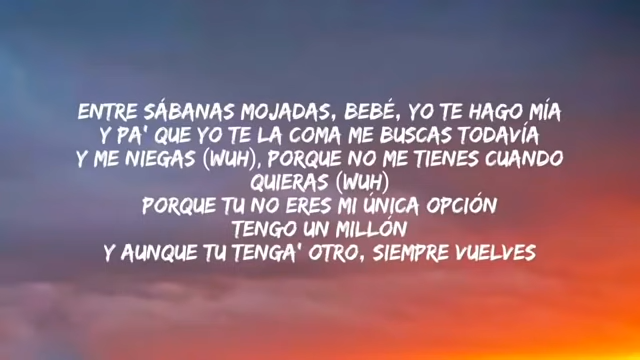 ENTRE SÁBANAS MOJADAS, BEBÉ, YO TE HAGO MÍA
Y PA' QUE YO TE LA COMA ME BUSCAS TODAVÍA
Y ME NIEGAS (WUH), PORQUE NO ME TIENES CUANDO
QUIERAS (WUH)
PORQUE TU NO ERES MI ÚNICA OPCIÓN
TENGO UN MILLÓN
Y AUNQUE TU TENGA' OTRO, SIEMPRE VUELVES